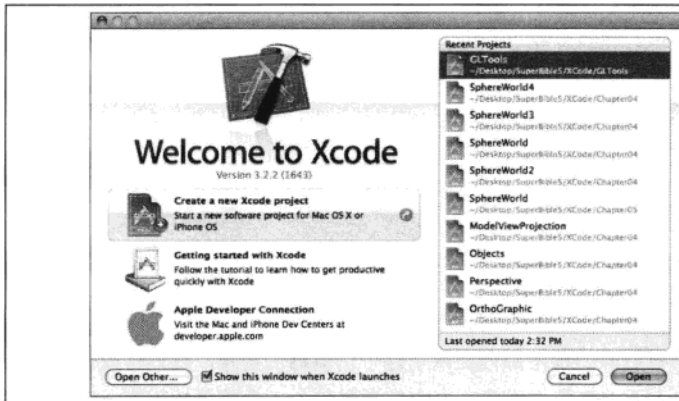 Welcome to Xcode
Version 3.2.2 (1643)
Create a new Xcode project
Start a new software project for Mac OS X or
iPhone OS
Getting started with Xcode
Follow the tutorial to learn how to get productive
quickly with Xcode
Apple Developer Connection
Visit the Mac and iPhone Dev Centers at
developer.apple.com
Recent Projects
GLTools
~/Desktop/SuperBible5/XCode/GLTools
SphereWorld4
~/Desktop/SuperBible5/XCode/Chapter04
SphereWorld3
~/Desktop/SuperBible5/XCode/Chapter04
SphereWorld
~/Desktop/SuperBible5/XCode/Chapter04
SphereWorld2
~/Desktop/SuperBible5/XCode/Chapter04
SphereWorld
~/Desktop/SuperBible5/XCode/Chapter05
ModelViewProjection
~/Desktop/SuperBible5/XCode/Chapter04
Objects
~/Desktop/SuperBible5/XCode/Chapter04
Perspective
~/Desktop/SuperBible5/XCode/Chapter04
OrthoGraphic
~/Desktop/SuperBible5/XCode/Chapter04
Last opened today 2:32 PM
Open Other...
Show this window when Xcode launches
Cancel
Open